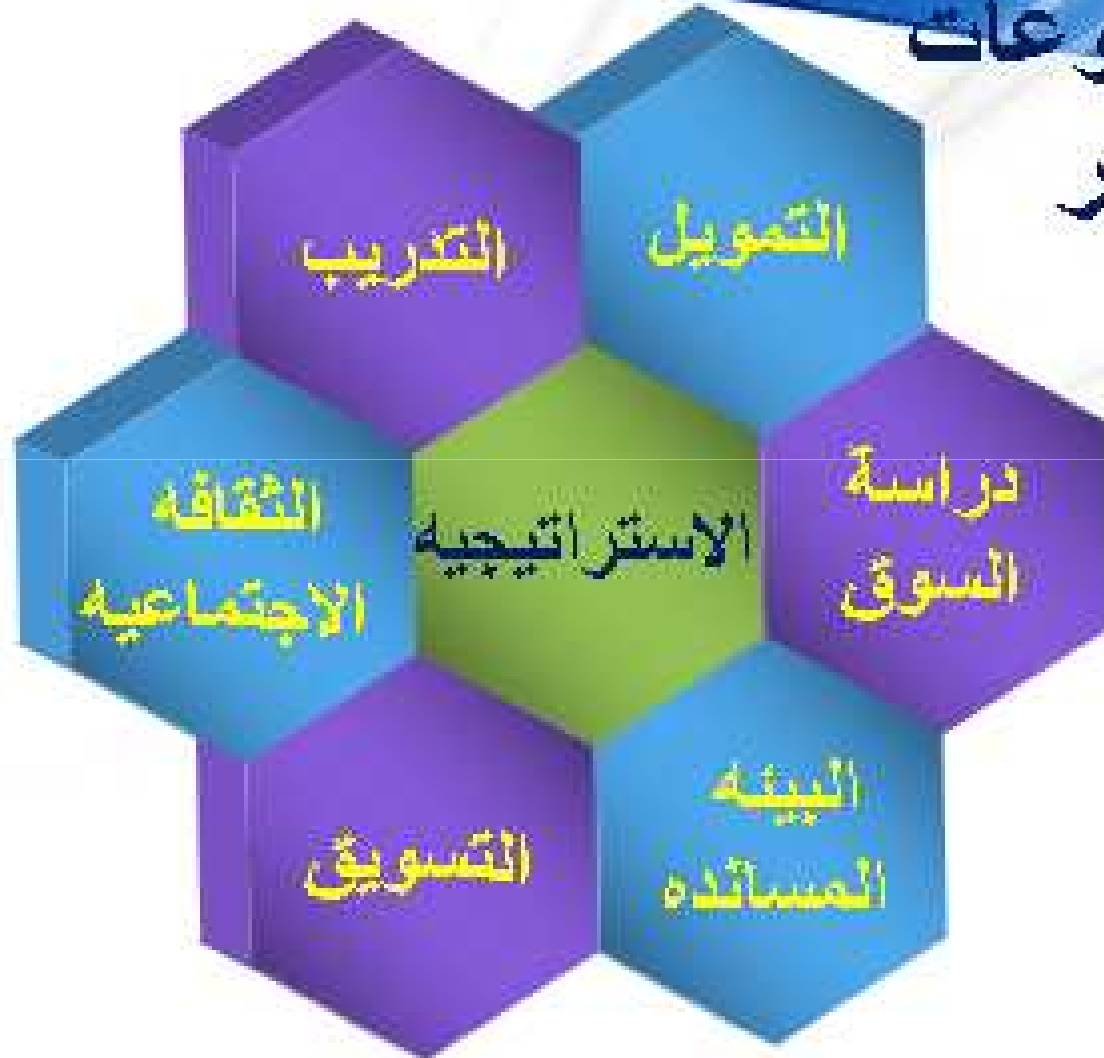 التمويل
التدريب
دراسة
السوق
الاستراتيجيه
الثقافه
الاجتماعيه
البيئه
المسانده
التسويق